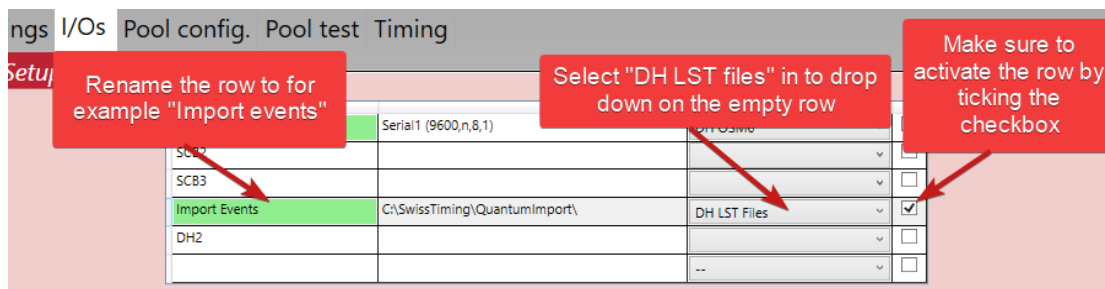 ngs I/Os Pool config. Pool test Timing
Setup
Rename the row to for
example "Import events"
Select "DH LST files" in to drop
down on the empty row
Make sure to
activate the row by
ticking the
checkbox
Serial1 (9600,n,8,1) DH OSM6
SCB2
SCB3
Import Events C:\SwissTiming\QuantumImport\ DH LST Files
DH2
--